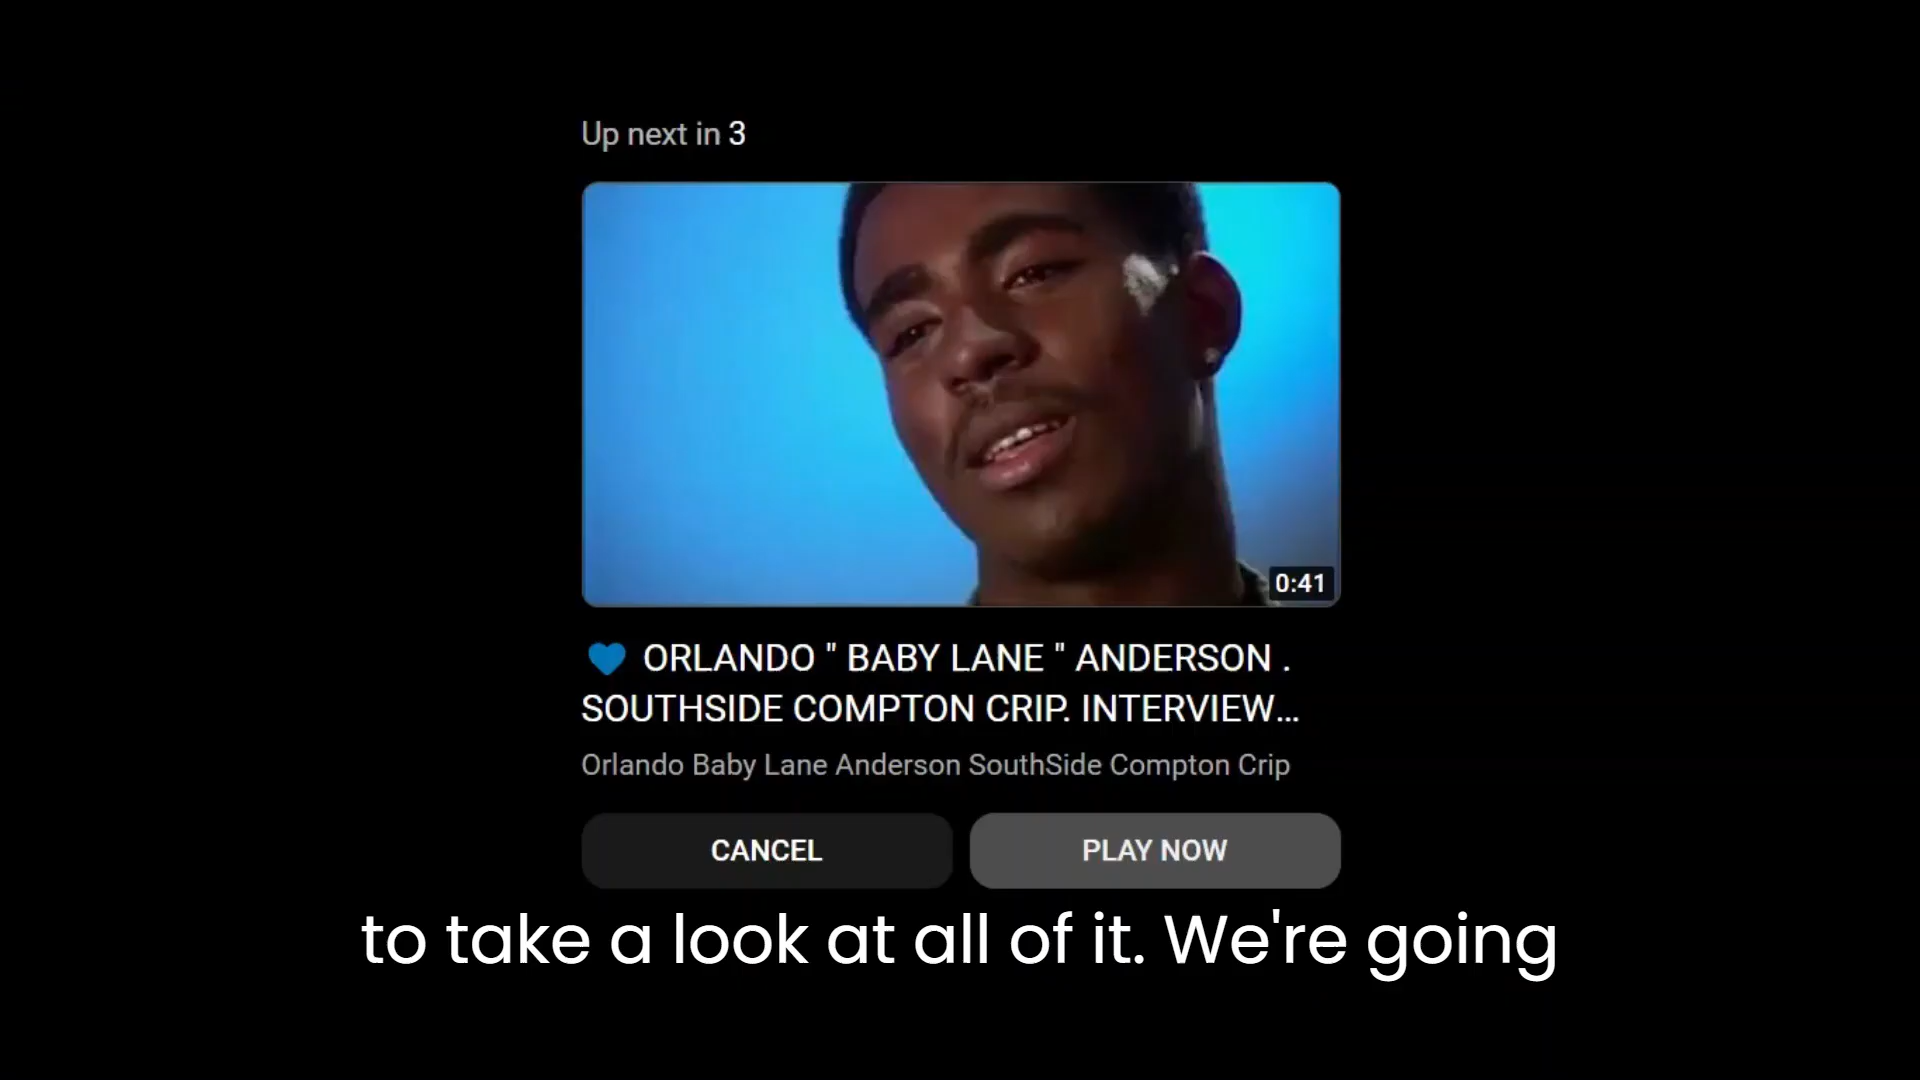 Up next in 3
0:41
💙 ORLANDO " BABY LANE " ANDERSON .
SOUTHSIDE COMPTON CRIP. INTERVIEW...
Orlando Baby Lane Anderson SouthSide Compton Crip
CANCEL
PLAY NOW
to take a look at all of it. We're going